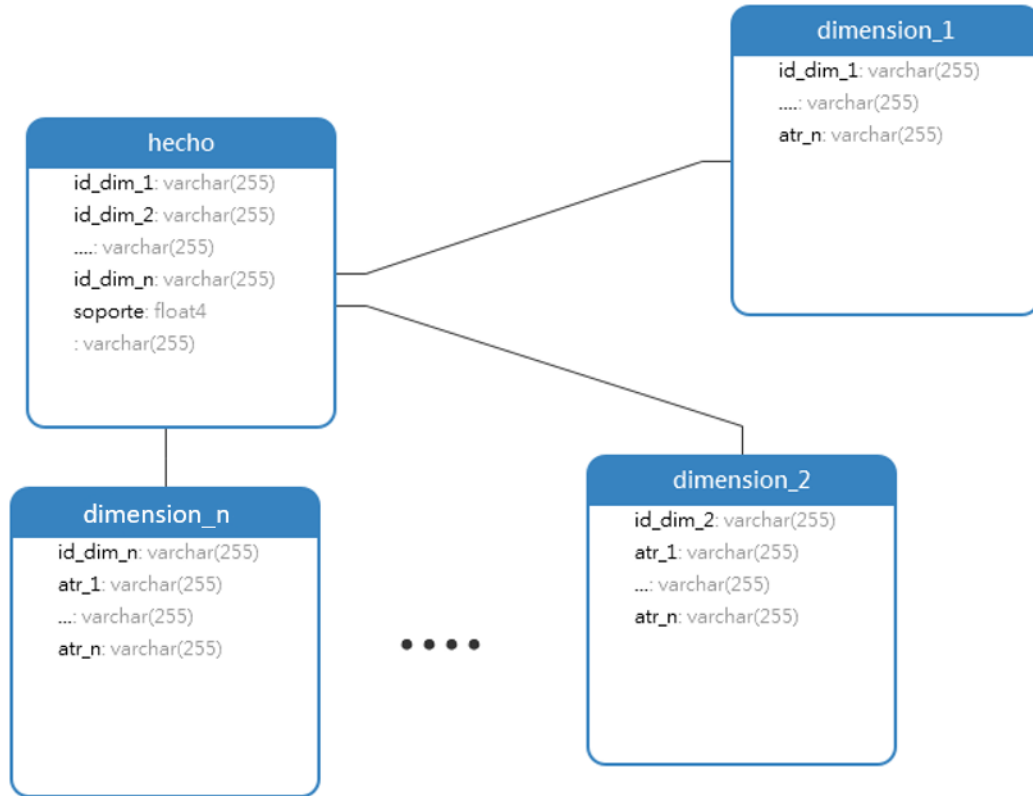 dimension_1
id_dim_1: varchar(255)
....: varchar(255)
atr_n: varchar(255)
hecho
id_dim_1: varchar(255)
id_dim_2: varchar(255)
....: varchar(255)
id_dim_n: varchar(255)
soporte: float4
: varchar(255)
dimension_n
id_dim_n: varchar(255)
atr_1: varchar(255)
...: varchar(255)
atr_n: varchar(255)
dimension_2
id_dim_2: varchar(255)
atr_1: varchar(255)
...: varchar(255)
atr_n: varchar(255)